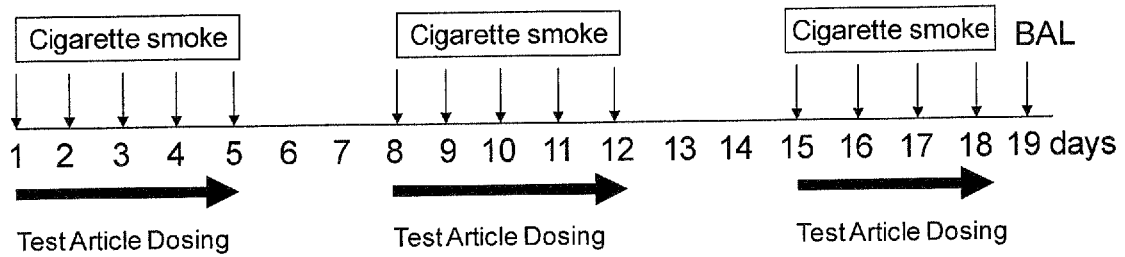 Cigarette smoke Cigarette smoke Cigarette smoke BAL
1 2 3 4 5 6 7 8 9 10 11 12 13 14 15 16 17 18 19 days
Test Article Dosing Test Article Dosing Test Article Dosing